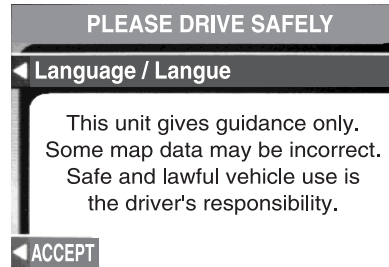 PLEASE DRIVE SAFELY
Language / Langue
This unit gives guidance only.
Some map data may be incorrect.
Safe and lawful vehicle use is
the driver's responsibility.
ACCEPT